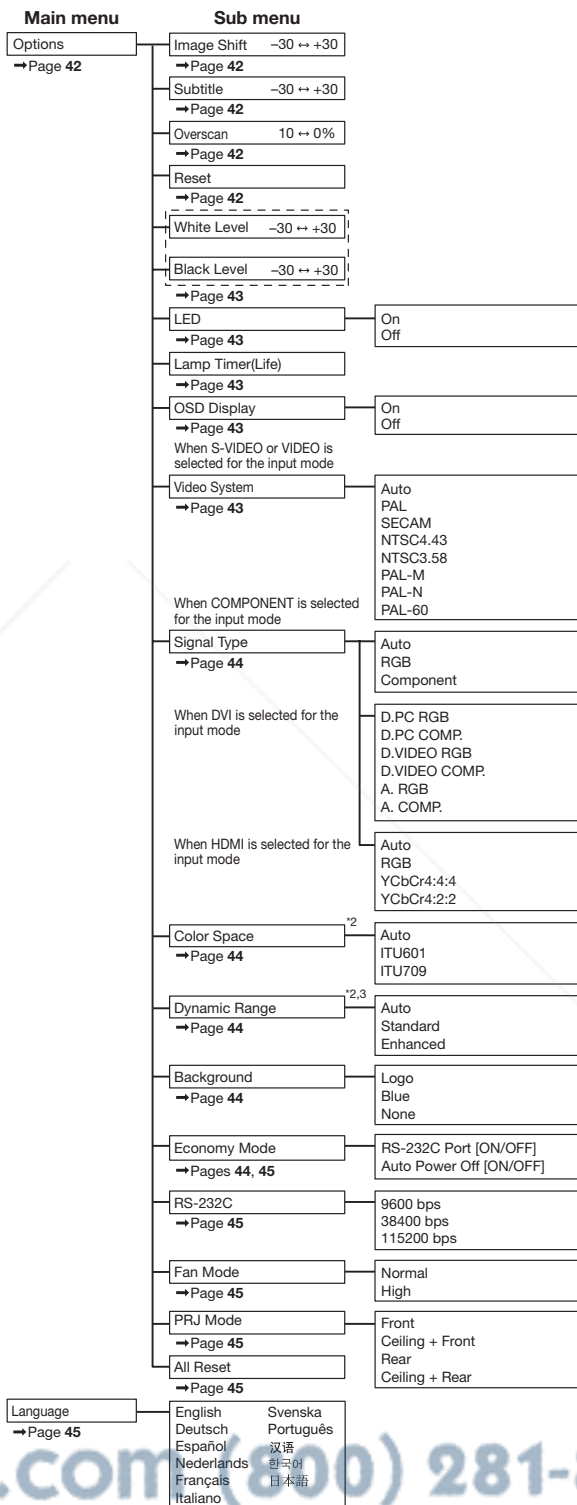 Main menu Sub menu
Options
➞Page 42
Image Shift –30 ↔ +30
➞Page 42
Subtitle –30 ↔ +30
➞Page 42
Overscan 10 ↔ 0%
➞Page 42
Reset
➞Page 42
White Level –30 ↔ +30
Black Level –30 ↔ +30
➞Page 43
LED
➞Page 43
On
Off
Lamp Timer(Life)
➞Page 43
OSD Display
➞Page 43
On
Off
When S-VIDEO or VIDEO is
selected for the input mode
Video System
➞Page 43
Auto
PAL
SECAM
NTSC4.43
NTSC3.58
PAL-M
PAL-N
PAL-60
When COMPONENT is selected
for the input mode
Signal Type
➞Page 44
Auto
RGB
Component
When DVI is selected for the
input mode
D.PC RGB
D.PC COMP.
D.VIDEO RGB
D.VIDEO COMP.
A. RGB
A. COMP.
When HDMI is selected for the
input mode
Auto
RGB
YCbCr4:4:4
YCbCr4:2:2
Color Space *2
➞Page 44
Auto
ITU601
ITU709
Dynamic Range *2,3
➞Page 44
Auto
Standard
Enhanced
Background
➞Page 44
Logo
Blue
None
Economy Mode
➞Pages 44, 45
RS-232C Port [ON/OFF]
Auto Power Off [ON/OFF]
RS-232C
➞Page 45
9600 bps
38400 bps
115200 bps
Fan Mode
➞Page 45
Normal
High
PRJ Mode
➞Page 45
Front
Ceiling + Front
Rear
Ceiling + Rear
All Reset
➞Page 45
Language
➞Page 45
English Svenska
Deutsch Português
Español 汉语
Nederlands 한국어
Français 日本語
Italiano
.com (800) 281-